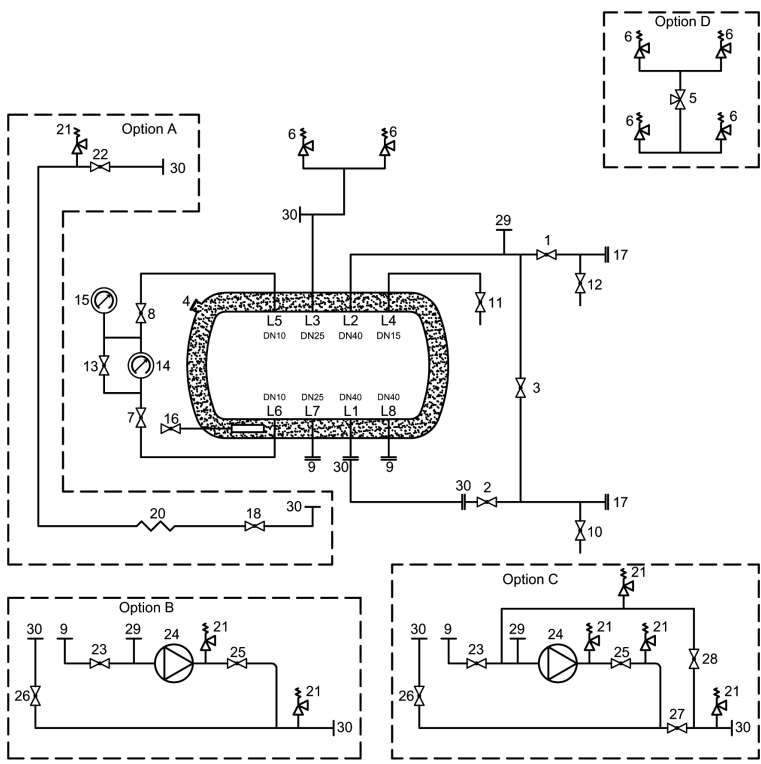 Option D
6 6
5
6 6
21 Option A
22
30
6 6
30
29
1
17
12
15
8
4
11
L5 L3 L2 L4
DN10 DN25 DN40 DN15
13 14
3
DN10 DN25 DN40 DN40
L6 L7 L1 L8
7 16
9 30 9
30 2
17
10
20 18 30
Option B
30 9 29 24 21
23 25
26
21
30
Option C
21
30 9 29 24 21 21
23 25
28
26
27
21
30